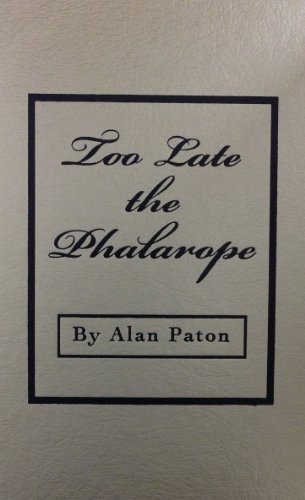 Too Late
the
Phalarope
By Alan Paton